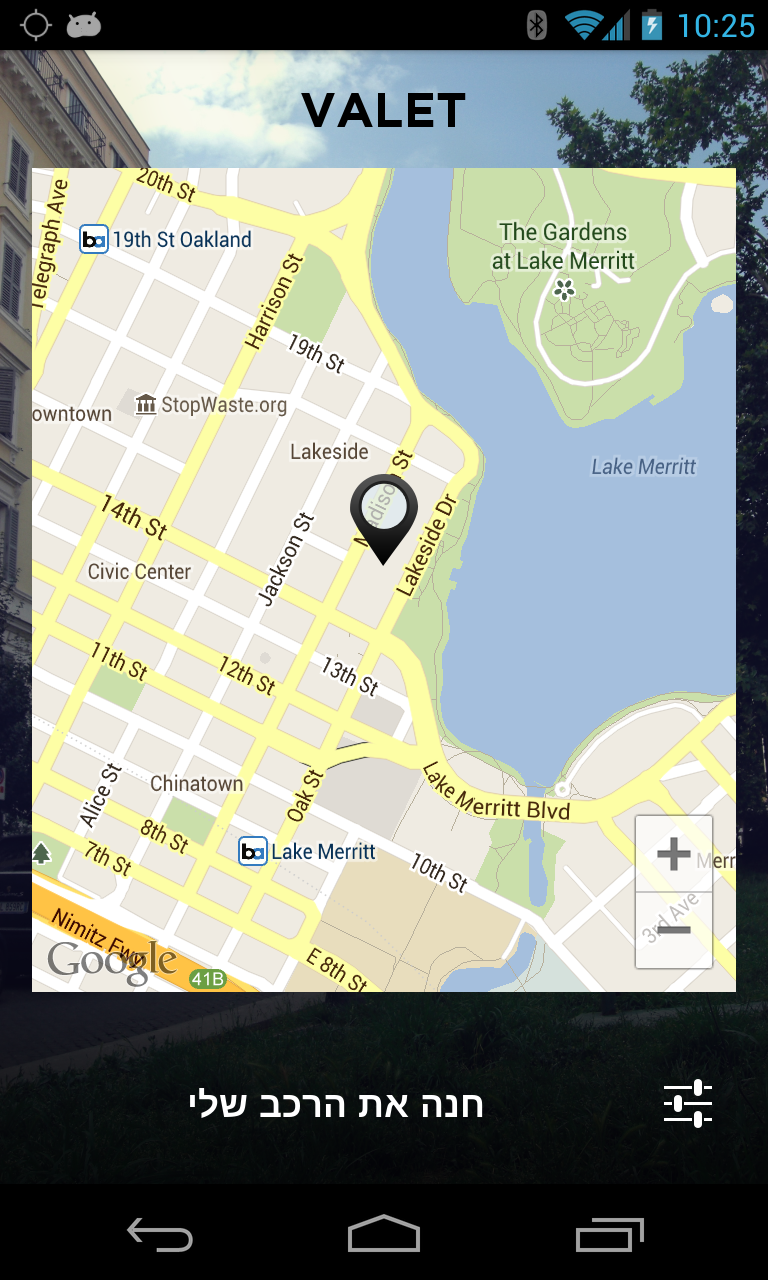 10:25
VALET
20th St
Telegraph Ave
19th St Oakland
The Gardens
at Lake Merritt
Harrison St
19th St
StopWaste.org
owntown
Lakeside
Lake Merritt
Madison St
14th St
Lakeside Dr
Jackson St
Civic Center
11th St
12th St
13th St
Chinatown
Alice St
Oak St
Lake Merritt Blvd
8th St
7th St
ba Lake Merritt
10th St
Merr
3rd Ave
Nimitz Fwy
Google
41B
E 8th St
חנה את הרכב שלי